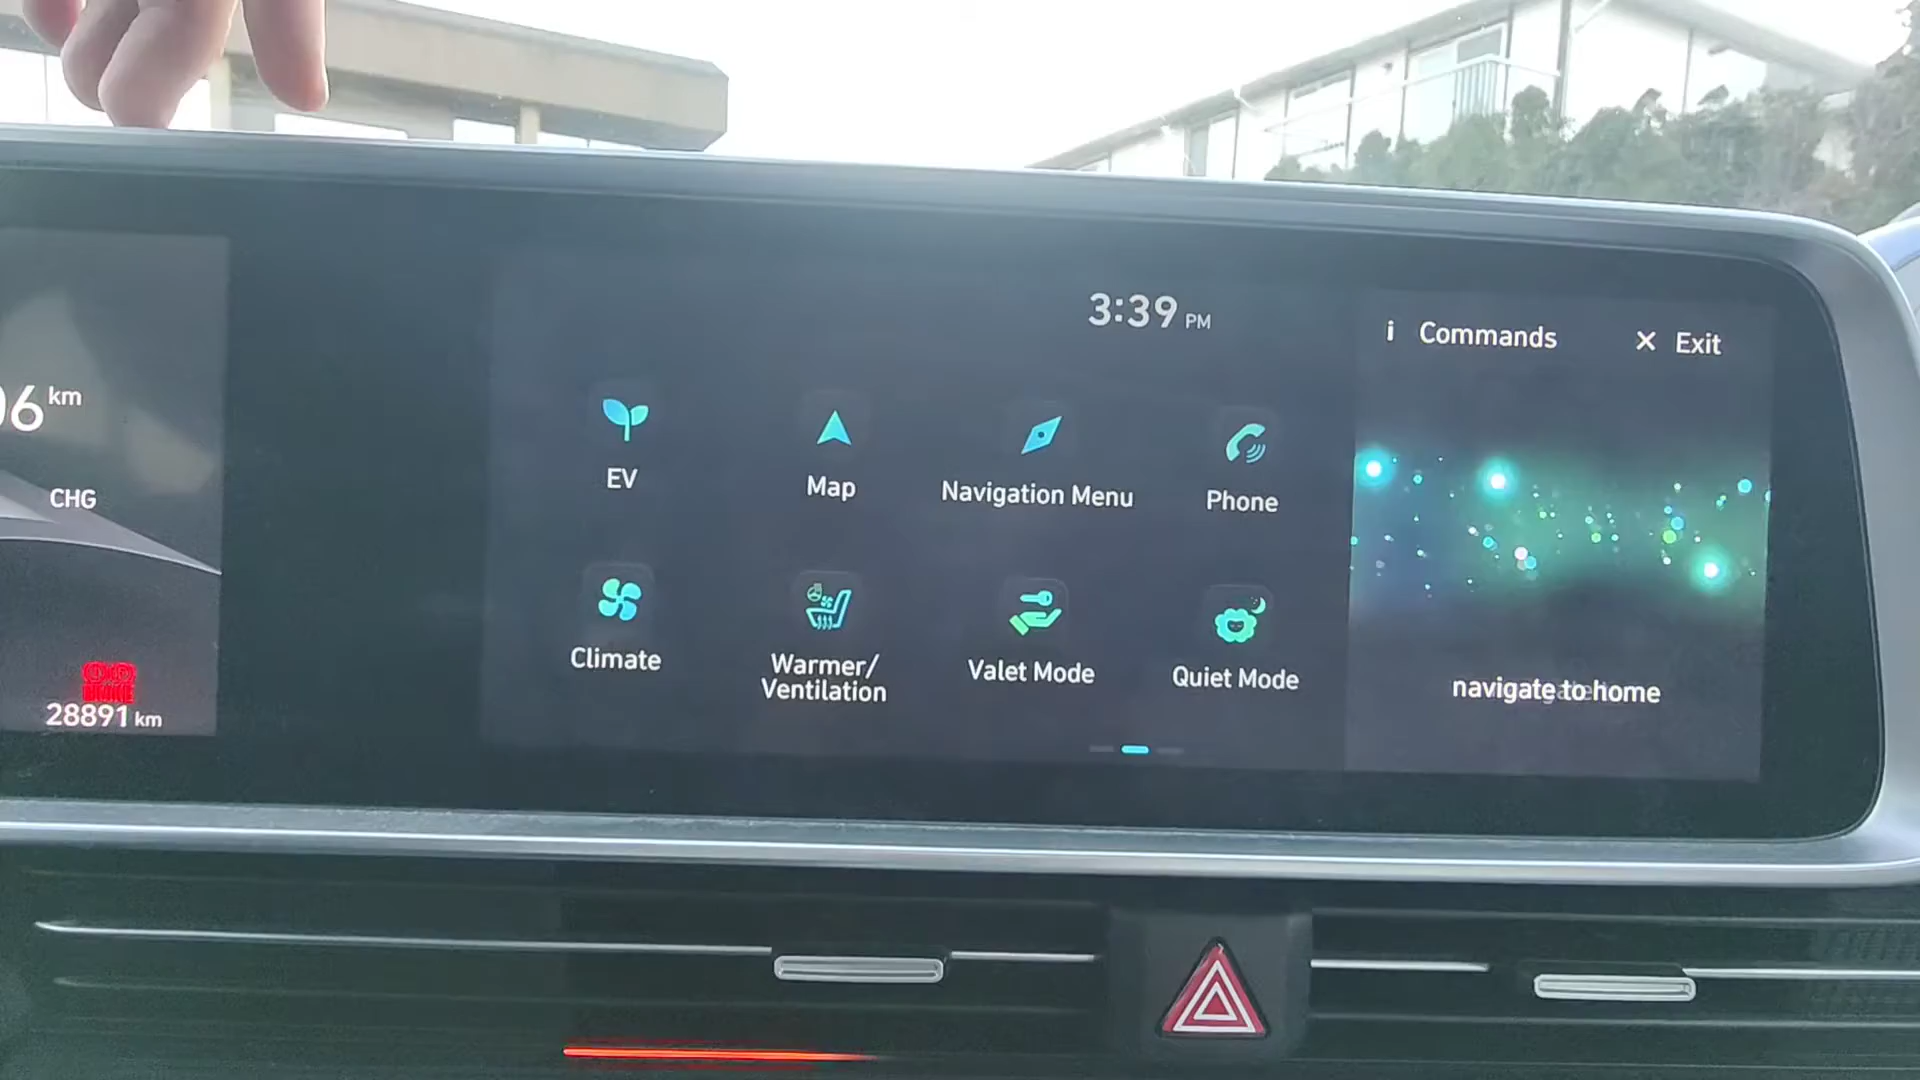 06 km
CHG
28891 km
3:39 PM
EV
Map
Navigation Menu
Phone
Climate
Warmer/
Ventilation
Valet Mode
Quiet Mode
i Commands
× Exit
navigate to home